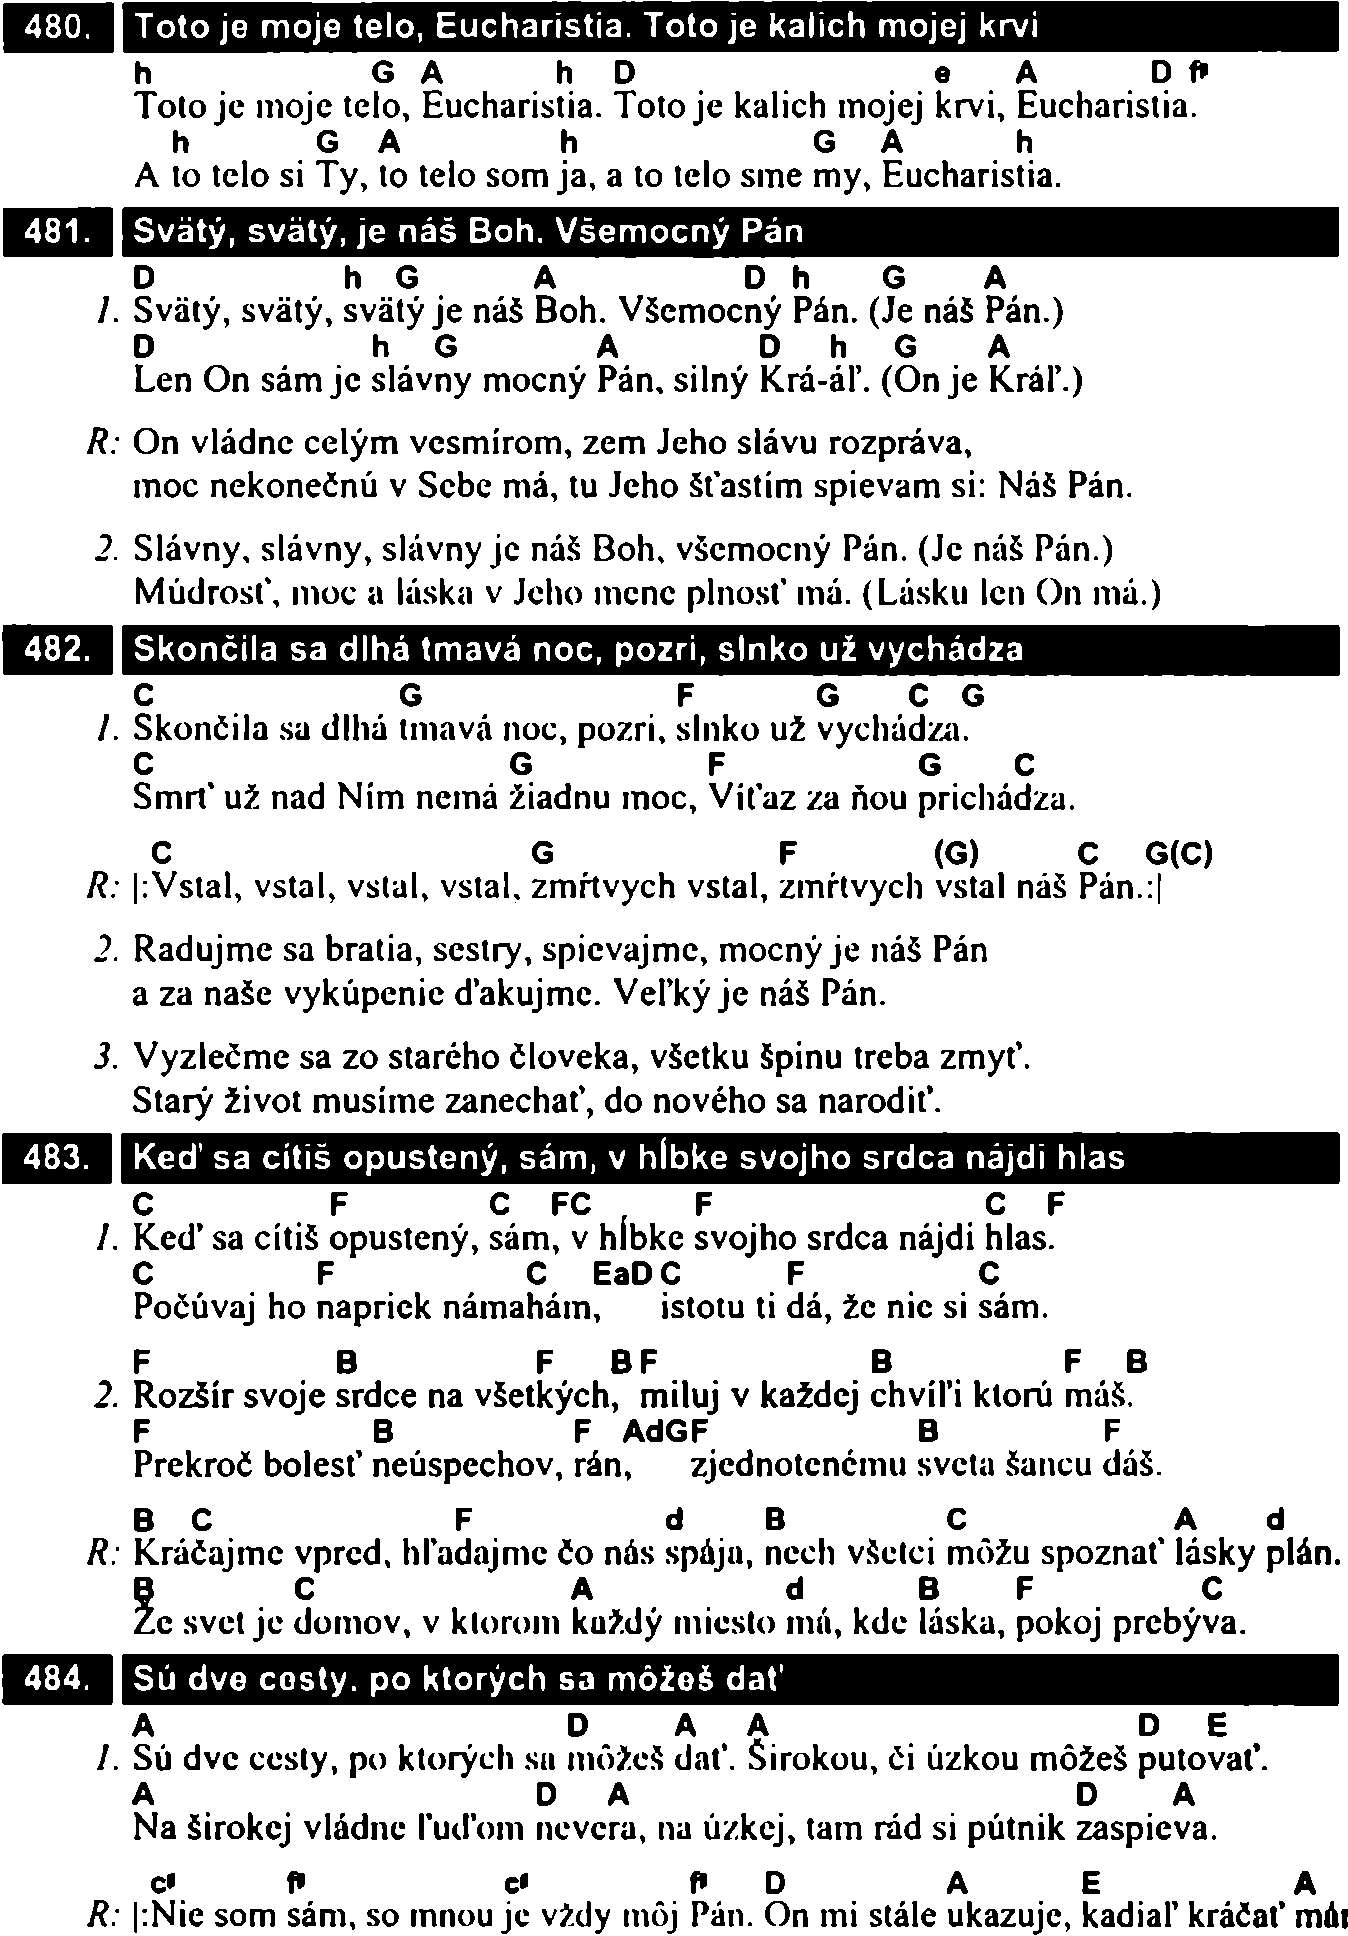 480. Toto je moje telo, Eucharistia. Toto je kalich mojej krvi
h G A h D e A D f#
Toto je moje telo, Eucharistia. Toto je kalich mojej krvi, Eucharistia.
h G A h G A h
A to telo si Ty, to telo som ja, a to telo sme my, Eucharistia.
481. Svätý, svätý, je náš Boh. Všemocný Pán
D h G A D h G A
1. Svätý, svätý, svätý je náš Boh. Všemocný Pán. (Je náš Pán.)
D h G A D h G A
Len On sám je slávny mocný Pán, silný Krá-áľ. (On je Kráľ.)
R: On vládne celým vesmírom, zem Jeho slávu rozpráva,
moc nekonečnú v Sebe má, tu Jeho šťastím spievam si: Náš Pán.
2. Slávny, slávny, slávny je náš Boh, všemocný Pán. (Je náš Pán.)
Múdrosť, moc a láska v Jeho mene plnosť má. (Lásku len On má.)
482. Skončila sa dlhá tmavá noc, pozri, slnko už vychádza
C G F G C G
1. Skončila sa dlhá tmavá noc, pozri, slnko už vychádza.
C G F G C
Smrť už nad Ním nemá žiadnu moc, Víťaz za ňou prichádza.
C G F (G) C G(C)
R: |:Vstal, vstal, vstal, vstal, zmŕtvych vstal, zmŕtvych vstal náš Pán.:|
2. Radujme sa bratia, sestry, spievajme, mocný je náš Pán
a za naše vykúpenie ďakujme. Veľký je náš Pán.
3. Vyzlečme sa zo starého človeka, všetku špinu treba zmyť.
Starý život musíme zanechať, do nového sa narodiť.
483. Keď sa cítiš opustený, sám, v hĺbke svojho srdca nájdi hlas
C F C FC F C F
1. Keď sa cítiš opustený, sám, v hĺbke svojho srdca nájdi hlas.
C F C EaDC F C
Počúvaj ho napriek námahám, istotu ti dá, že nie si sám.
F B F BF B F B
2. Rozšír svoje srdce na všetkých, miluj v každej chvíľi ktorú máš.
F B F AdGF B F
Prekroč bolesť neúspechov, rán, zjednotenému sveta šancu dáš.
B C F d B C A d
R: Kráčajme vpred, hľadajme čo nás spája, nech všetci môžu spoznať lásky plán.
B C A d B F C
Že svet je domov, v ktorom každý miesto má, kde láska, pokoj prebýva.
484. Sú dve cesty, po ktorých sa môžeš dať
A D A A D E
1. Sú dve cesty, po ktorých sa môžeš dať. Širokou, či úzkou môžeš putovať.
A D A D A
Na širokej vládne ľuďom nevera, na úzkej, tam rád si pútnik zaspieva.
c# f# c# f# D A E A
R: |:Nie som sám, so mnou je vždy môj Pán. On mi stále ukazuje, kadiaľ kráčať